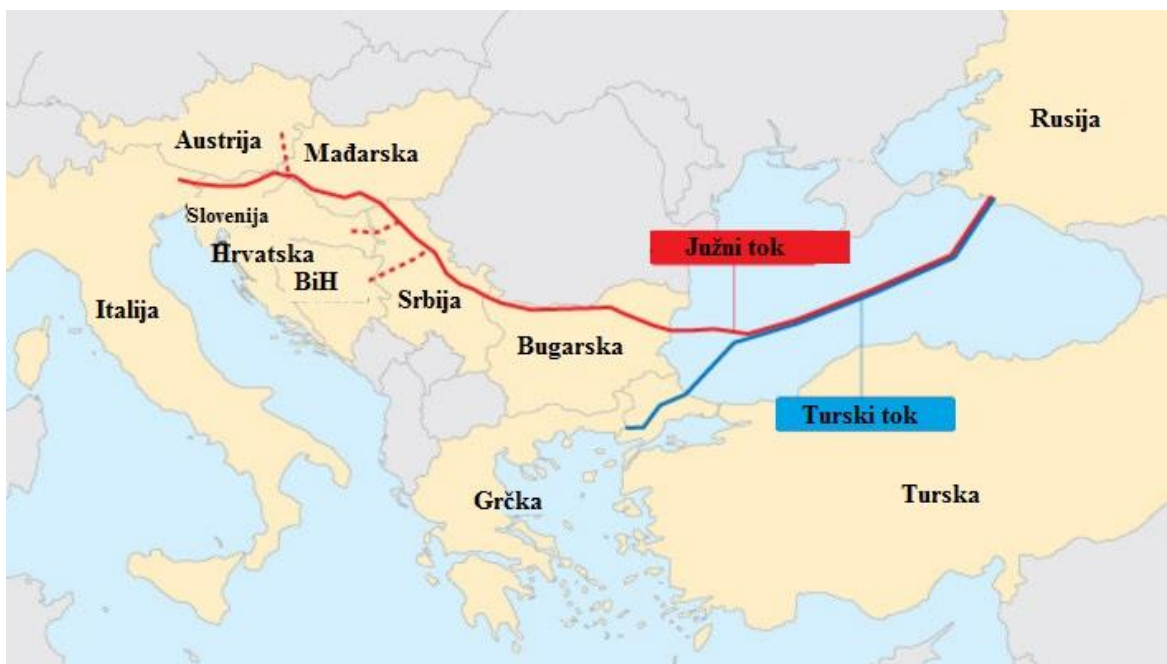 Rusija
Austrija
Mađarska
Slovenija
Hrvatska
Južni tok
BiH
Italija
Srbija
Bugarska
Turski tok
Grčka
Turska